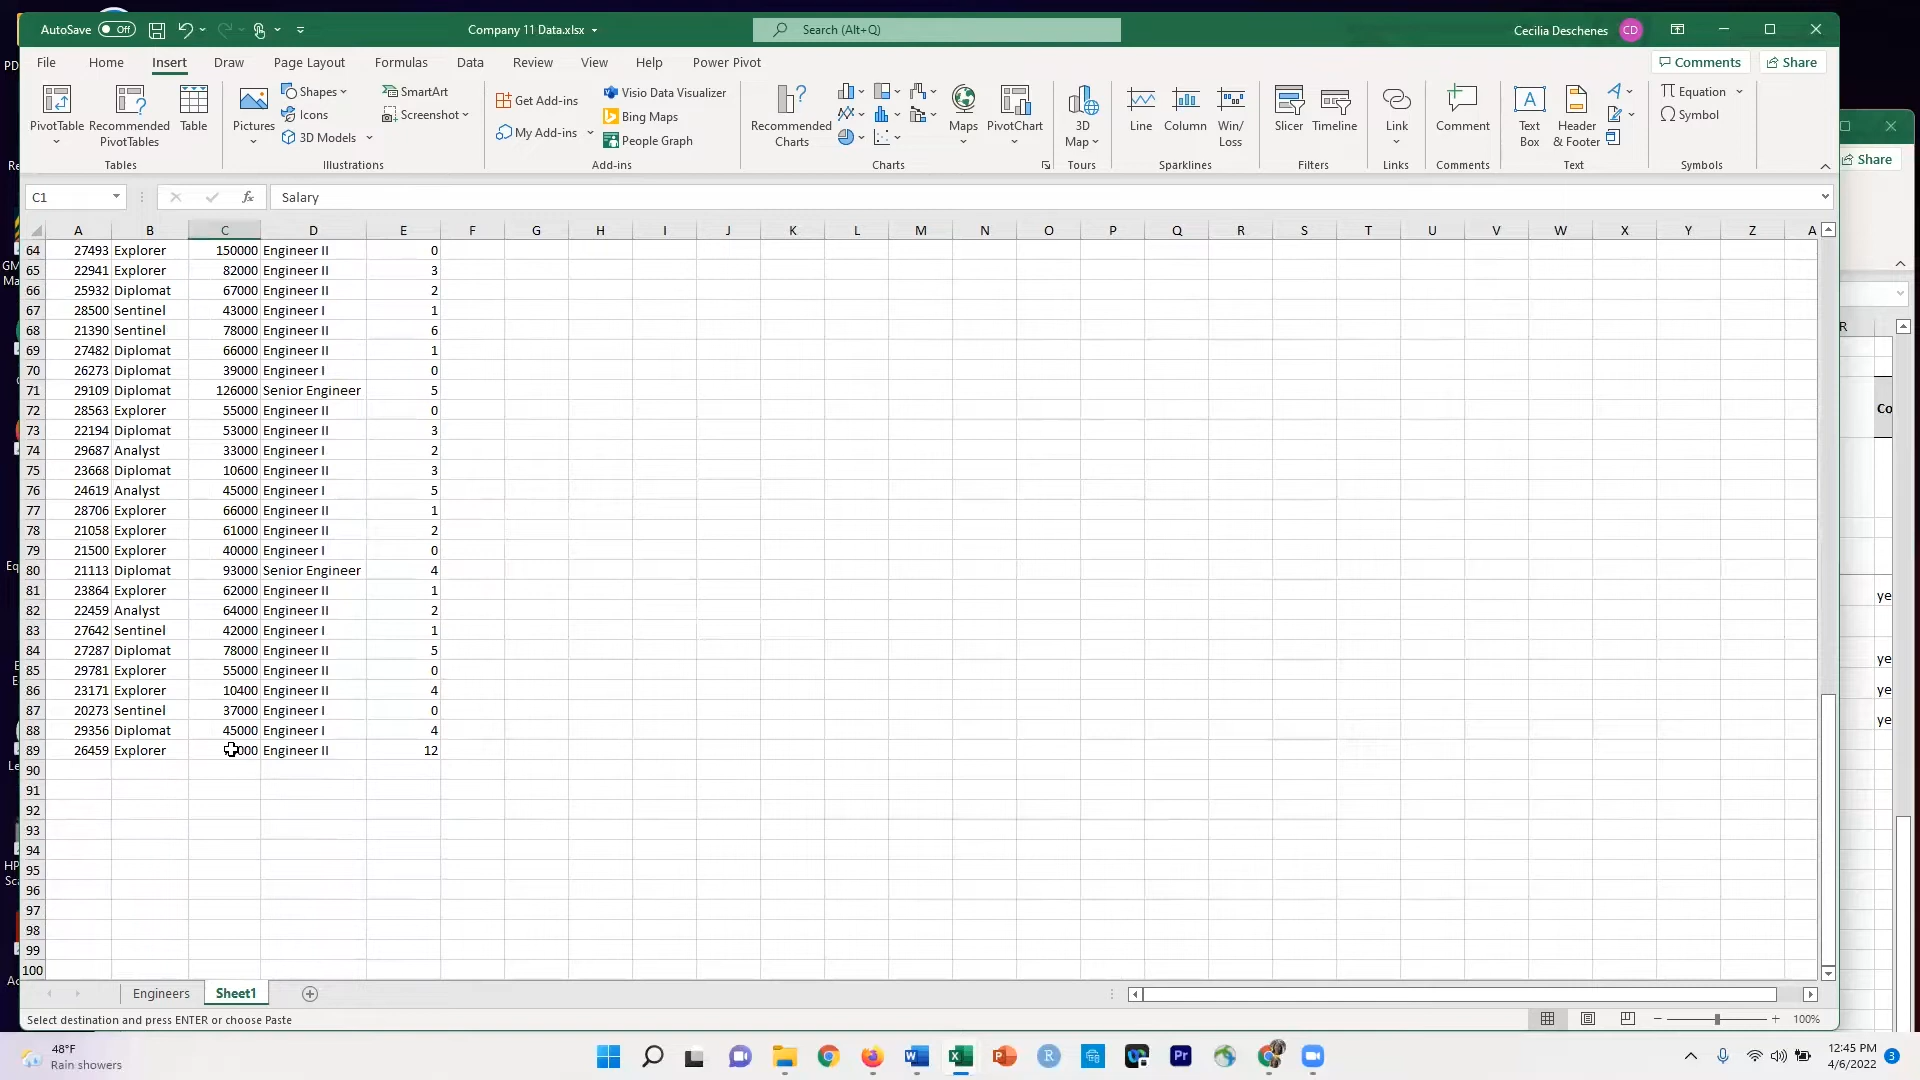 AutoSave Off Company 11 Data.xlsx Search (Alt+Q) Cecilia Deschenes CD
File Home Insert Draw Page Layout Formulas Data Review View Help Power Pivot Comments Share
PivotTable Recommended PivotTables Table Pictures Shapes Icons 3D Models SmartArt Screenshot Get Add-ins My Add-ins Visio Data Visualizer Bing Maps People Graph Recommended Charts Maps PivotChart 3D Map Line Column Win/Loss Slicer Timeline Link Comment Text Box Header & Footer Equation Symbol
Tables Illustrations Add-ins Charts Tours Sparklines Filters Links Comments Text Symbols
Share
C1 fx Salary
A B C D E F G H I J K L M N O P Q R S T U V W X Y Z A
64 27493 Explorer 150000 Engineer II 0
65 22941 Explorer 82000 Engineer II 3
66 25932 Diplomat 67000 Engineer II 2
67 28500 Sentinel 43000 Engineer I 1
68 21390 Sentinel 78000 Engineer II 6
69 27482 Diplomat 66000 Engineer II 1
70 26273 Diplomat 39000 Engineer I 0
71 29109 Diplomat 126000 Senior Engineer 5
72 28563 Explorer 55000 Engineer II 0
73 22194 Diplomat 53000 Engineer II 3
74 29687 Analyst 33000 Engineer I 2
75 23668 Diplomat 10600 Engineer II 3
76 24619 Analyst 45000 Engineer I 5
77 28706 Explorer 66000 Engineer II 1
78 21058 Explorer 61000 Engineer II 2
79 21500 Explorer 40000 Engineer I 0
80 21113 Diplomat 93000 Senior Engineer 4
81 23864 Explorer 62000 Engineer II 1
82 22459 Analyst 64000 Engineer II 2
83 27642 Sentinel 42000 Engineer I 1
84 27287 Diplomat 78000 Engineer II 5
85 29781 Explorer 55000 Engineer II 0
86 23171 Explorer 10400 Engineer II 4
87 20273 Sentinel 37000 Engineer I 0
88 29356 Diplomat 45000 Engineer I 4
89 26459 Explorer Engineer II 12
90
91
92
93
94
95
96
97
98
99
100
R
Co
ye
ye
ye
ye
Engineers Sheet1
Select destination and press ENTER or choose Paste 100%
48°F
Rain showers
12:45 PM
4/6/2022
3